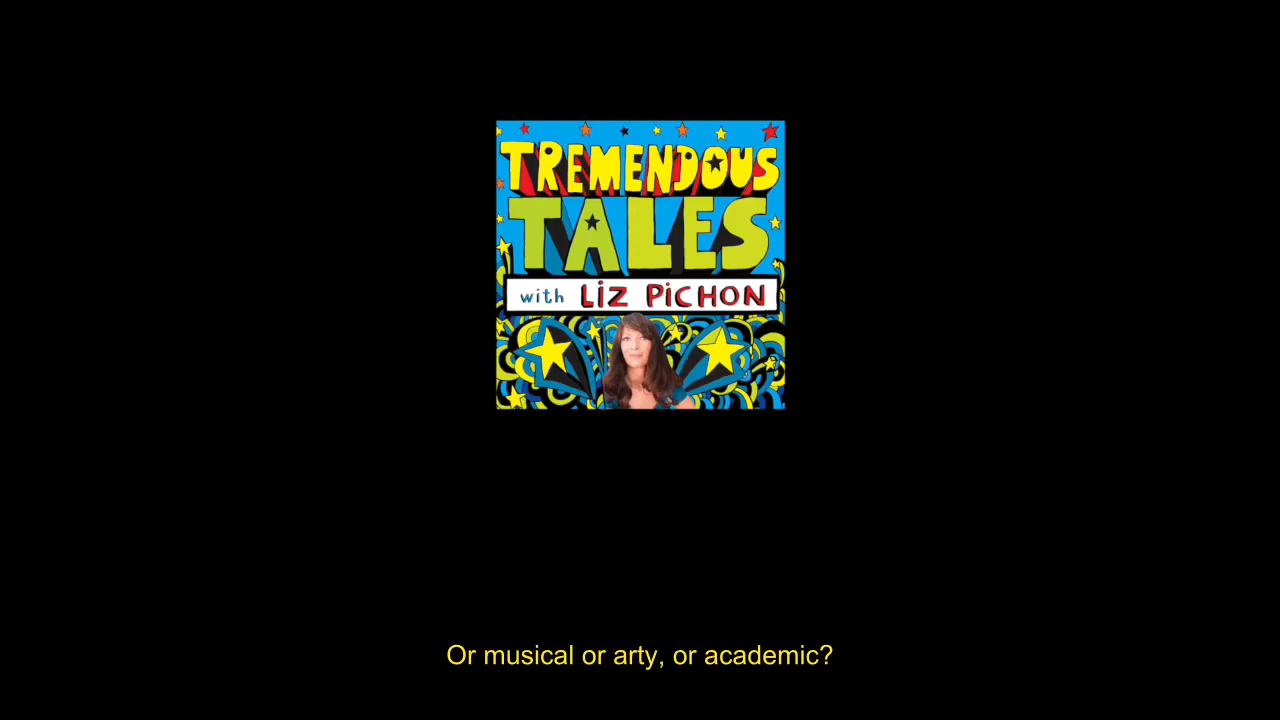 TREMENDOUS
TALES
with LiZ PiCHON
Or musical or arty, or academic?